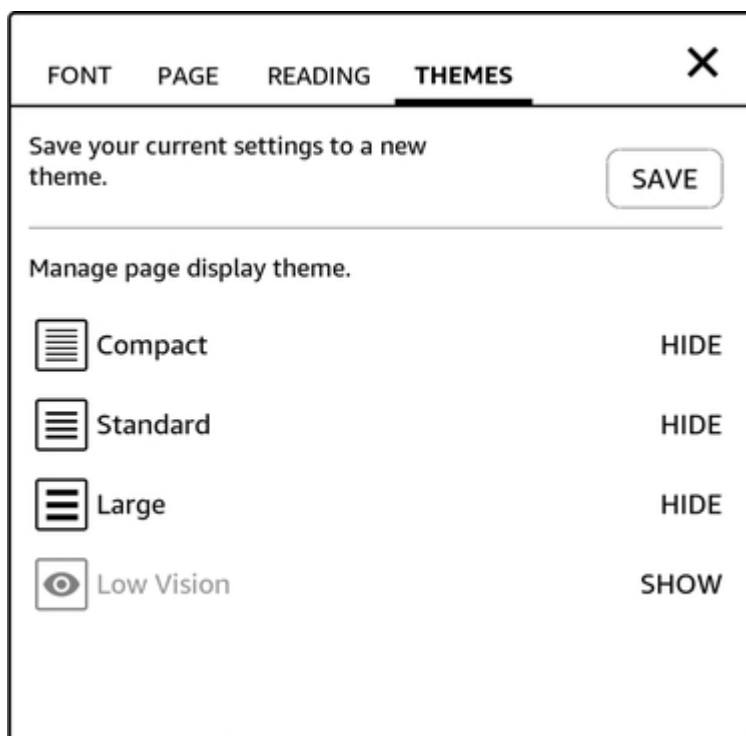 FONT PAGE READING THEMES
Save your current settings to a new
theme.
SAVE
Manage page display theme.
Compact HIDE
Standard HIDE
Large HIDE
Low Vision SHOW